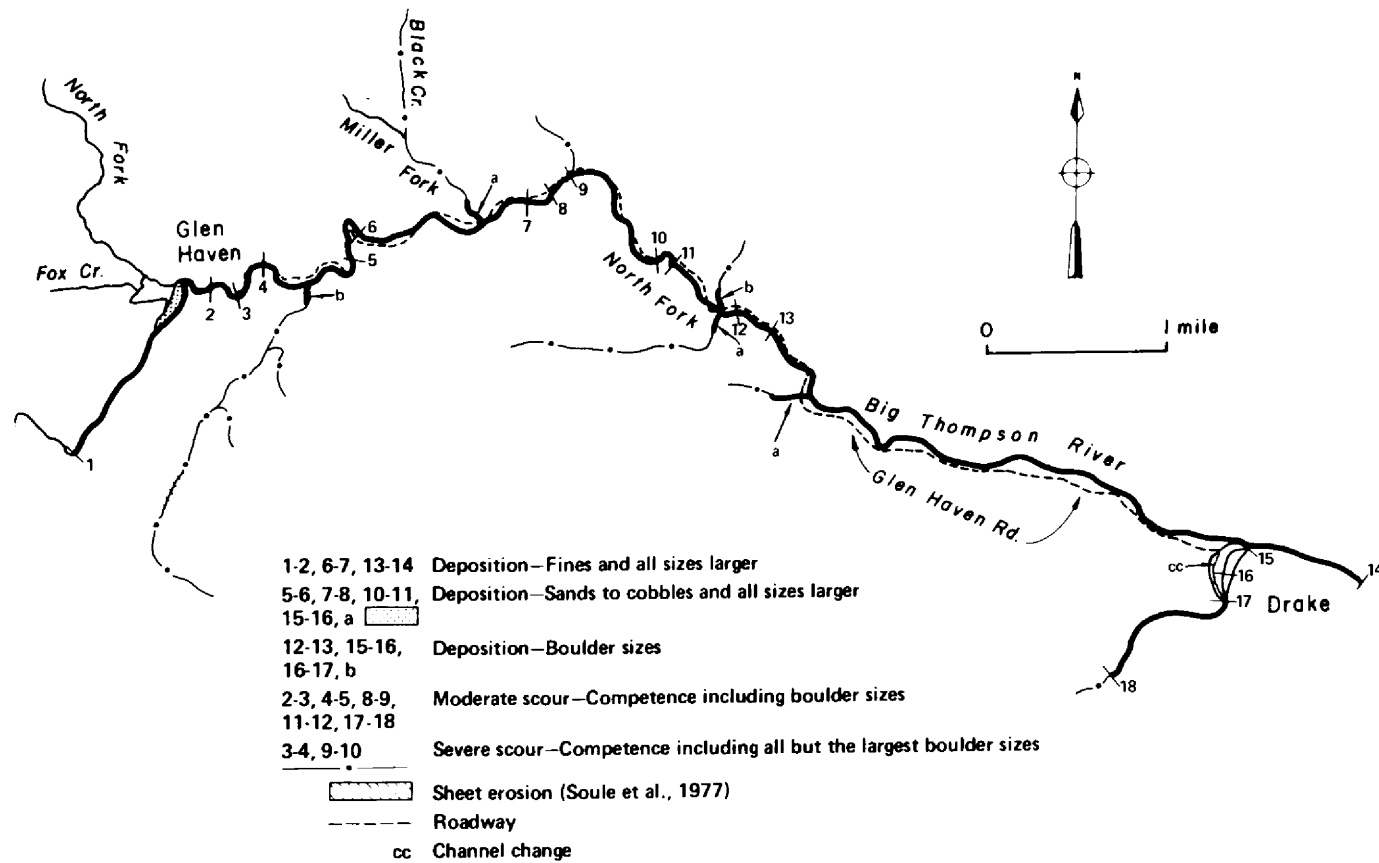 North
Fork
Black Cr.
Miller
Fork
N
a
Glen
Haven
Fox Cr.
1
2
3
4
5
6
7
8
9
10
11
b
b
a
12
13
North Fork
a
0
1 mile
Big Thompson River
Glen Haven Rd.
cc
15
14
16
17
Drake
18
1-2, 6-7, 13-14 Deposition—Fines and all sizes larger
5-6, 7-8, 10-11, Deposition—Sands to cobbles and all sizes larger
15-16, a
12-13, 15-16, Deposition—Boulder sizes
16-17, b
2-3, 4-5, 8-9, Moderate scour—Competence including boulder sizes
11-12, 17-18
3-4, 9-10 Severe scour—Competence including all but the largest boulder sizes
Sheet erosion (Soule et al., 1977)
Roadway
cc Channel change